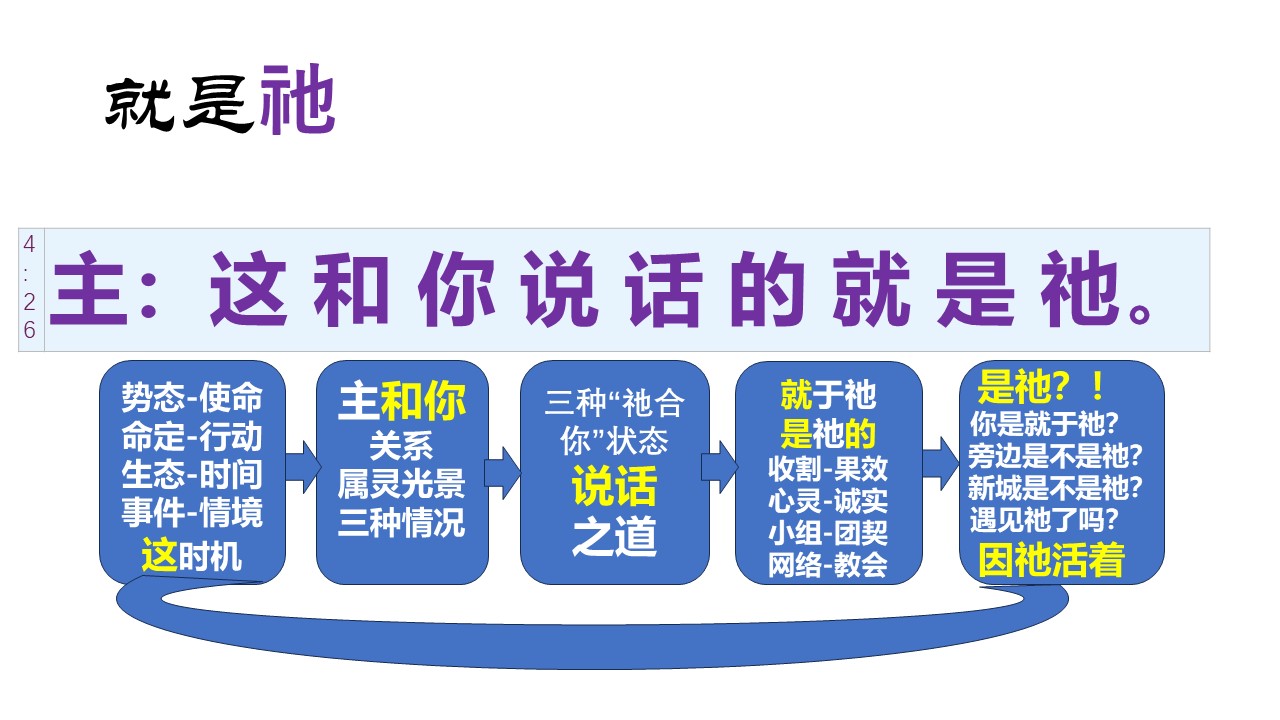 就是祂
4:26
主：这和你说话的就是祂。
势态-使命
命定-行动
生态-时间
事件-情境
这时机
主和你
关系
属灵光景
三种情况
三种“祂合
你”状态
说话
之道
就于祂
是祂的
收割-果效
心灵-诚实
小组-团契
网络-教会
是祂？！
你是就于祂？
旁边是不是祂？
新城是不是祂？
遇见祂了吗？
因祂活着